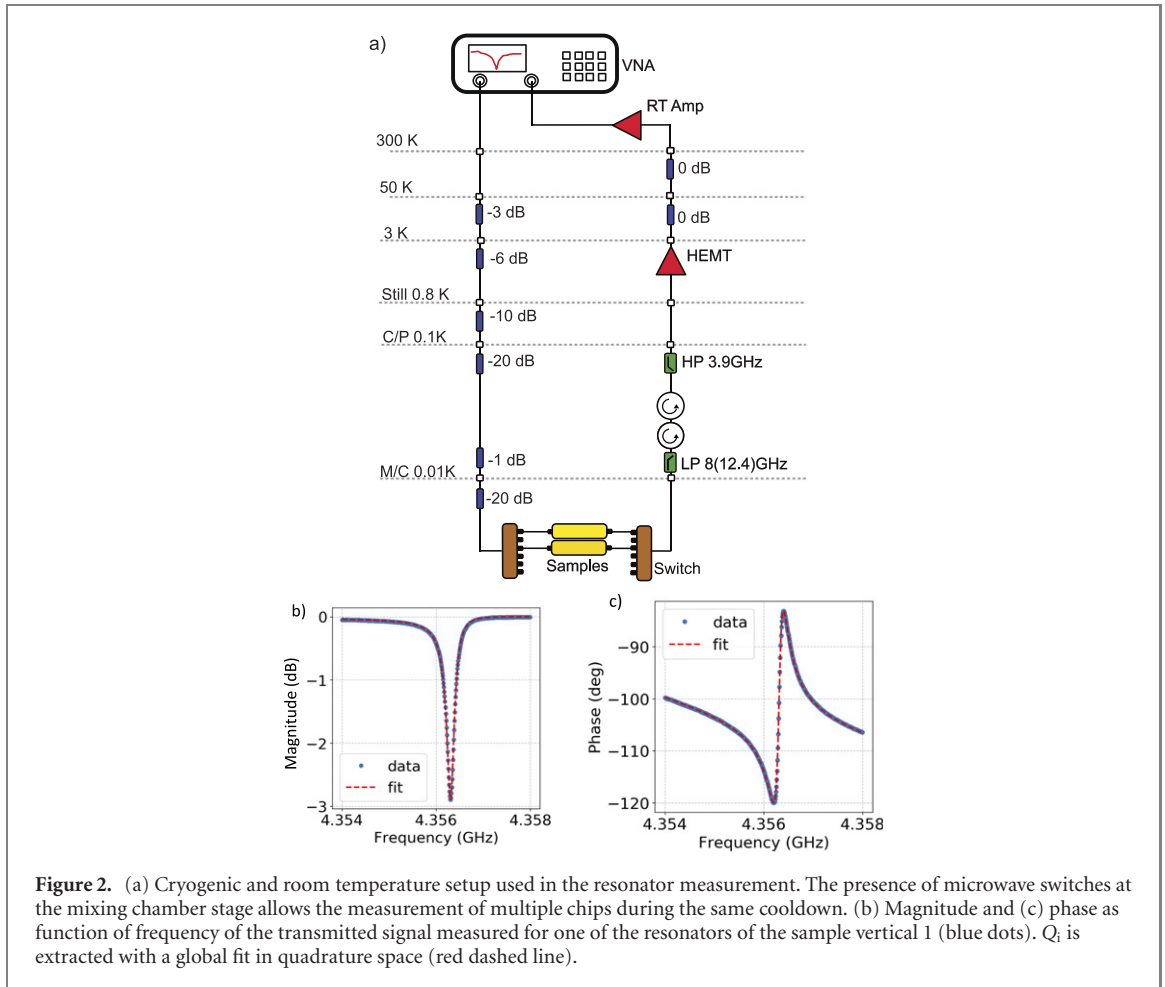 a)
VNA
RT Amp
300 K
0 dB
50 K
-3 dB
0 dB
3 K
-6 dB
HEMT
Still 0.8 K
-10 dB
C/P 0.1K
-20 dB
HP 3.9GHz
-1 dB
LP 8(12.4)GHz
M/C 0.01K
-20 dB
Samples
Switch
b)
0
−1
−2
−3
Magnitude (dB)
data
fit
4.354
4.356
4.358
Frequency (GHz)
c)
data
fit
−90
−100
−110
−120
Phase (deg)
4.354
4.356
4.358
Frequency (GHz)
Figure 2. (a) Cryogenic and room temperature setup used in the resonator measurement. The presence of microwave switches at
the mixing chamber stage allows the measurement of multiple chips during the same cooldown. (b) Magnitude and (c) phase as
function of frequency of the transmitted signal measured for one of the resonators of the sample vertical 1 (blue dots). Qi is
extracted with a global fit in quadrature space (red dashed line).